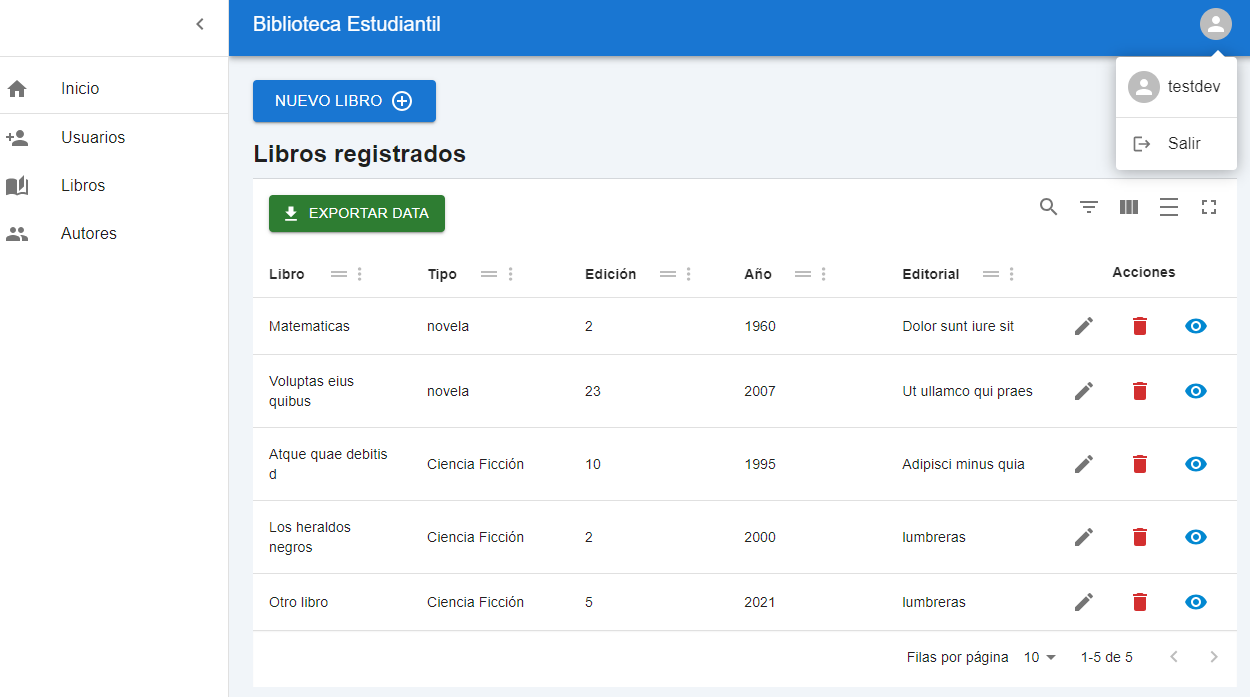 Biblioteca Estudiantil
testdev
Salir
Inicio
Usuarios
Libros
Autores
NUEVO LIBRO
Libros registrados
EXPORTAR DATA
Libro Tipo Edición Año Editorial Acciones
Matematicas novela 2 1960 Dolor sunt iure sit
Voluptas eius
quibus novela 23 2007 Ut ullamco qui praes
Atque quae debitis
d Ciencia Ficción 10 1995 Adipisci minus quia
Los heraldos
negros Ciencia Ficción 2 2000 lumbreras
Otro libro Ciencia Ficción 5 2021 lumbreras
Filas por página 10 1-5 de 5